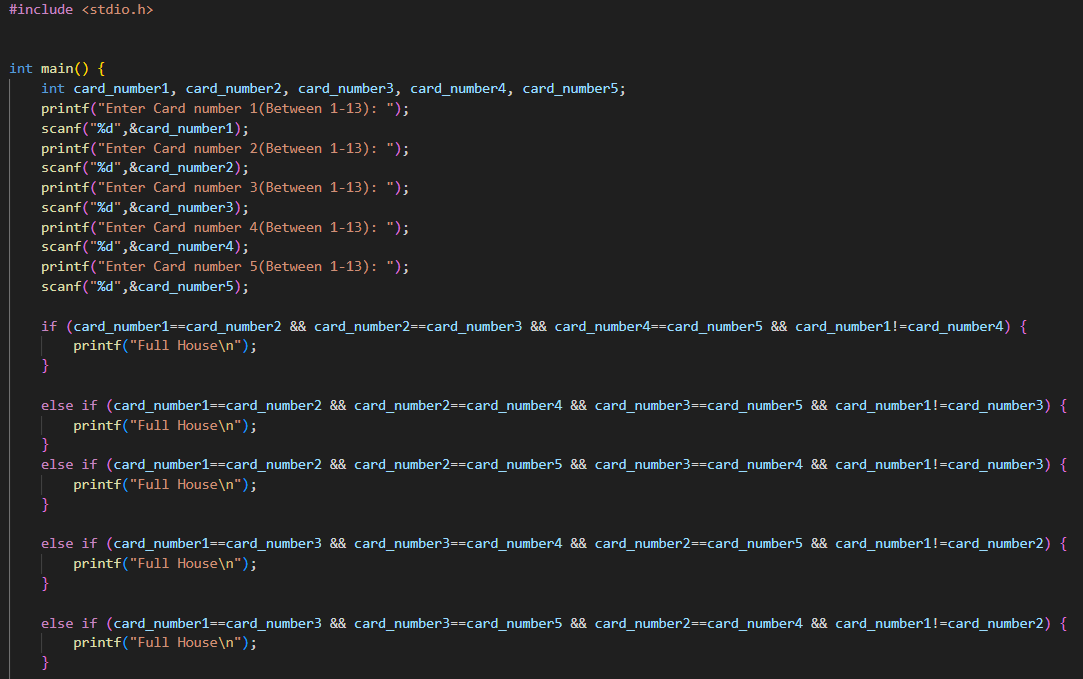 #include <stdio.h>
int main() {
    int card_number1, card_number2, card_number3, card_number4, card_number5;
    printf("Enter Card number 1(Between 1-13): ");
    scanf("%d",&card_number1);
    printf("Enter Card number 2(Between 1-13): ");
    scanf("%d",&card_number2);
    printf("Enter Card number 3(Between 1-13): ");
    scanf("%d",&card_number3);
    printf("Enter Card number 4(Between 1-13): ");
    scanf("%d",&card_number4);
    printf("Enter Card number 5(Between 1-13): ");
    scanf("%d",&card_number5);
    if (card_number1==card_number2 && card_number2==card_number3 && card_number4==card_number5 && card_number1!=card_number4) {
        printf("Full House\n");
    }
    else if (card_number1==card_number2 && card_number2==card_number4 && card_number3==card_number5 && card_number1!=card_number3) {
        printf("Full House\n");
    }
    else if (card_number1==card_number2 && card_number2==card_number5 && card_number3==card_number4 && card_number1!=card_number3) {
        printf("Full House\n");
    }
    else if (card_number1==card_number3 && card_number3==card_number4 && card_number2==card_number5 && card_number1!=card_number2) {
        printf("Full House\n");
    }
    else if (card_number1==card_number3 && card_number3==card_number5 && card_number2==card_number4 && card_number1!=card_number2) {
        printf("Full House\n");
    }